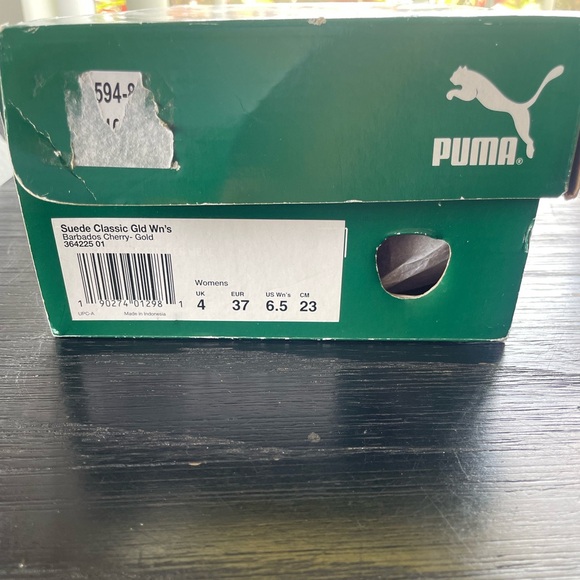 594-8
PUMA®
Suede Classic Gld Wn's
Barbados Cherry- Gold
364225 01
Womens
UK EUR US Wn's CM
4 37 6.5 23
1 90274 01298 1
UPC-A Made in Indonesia